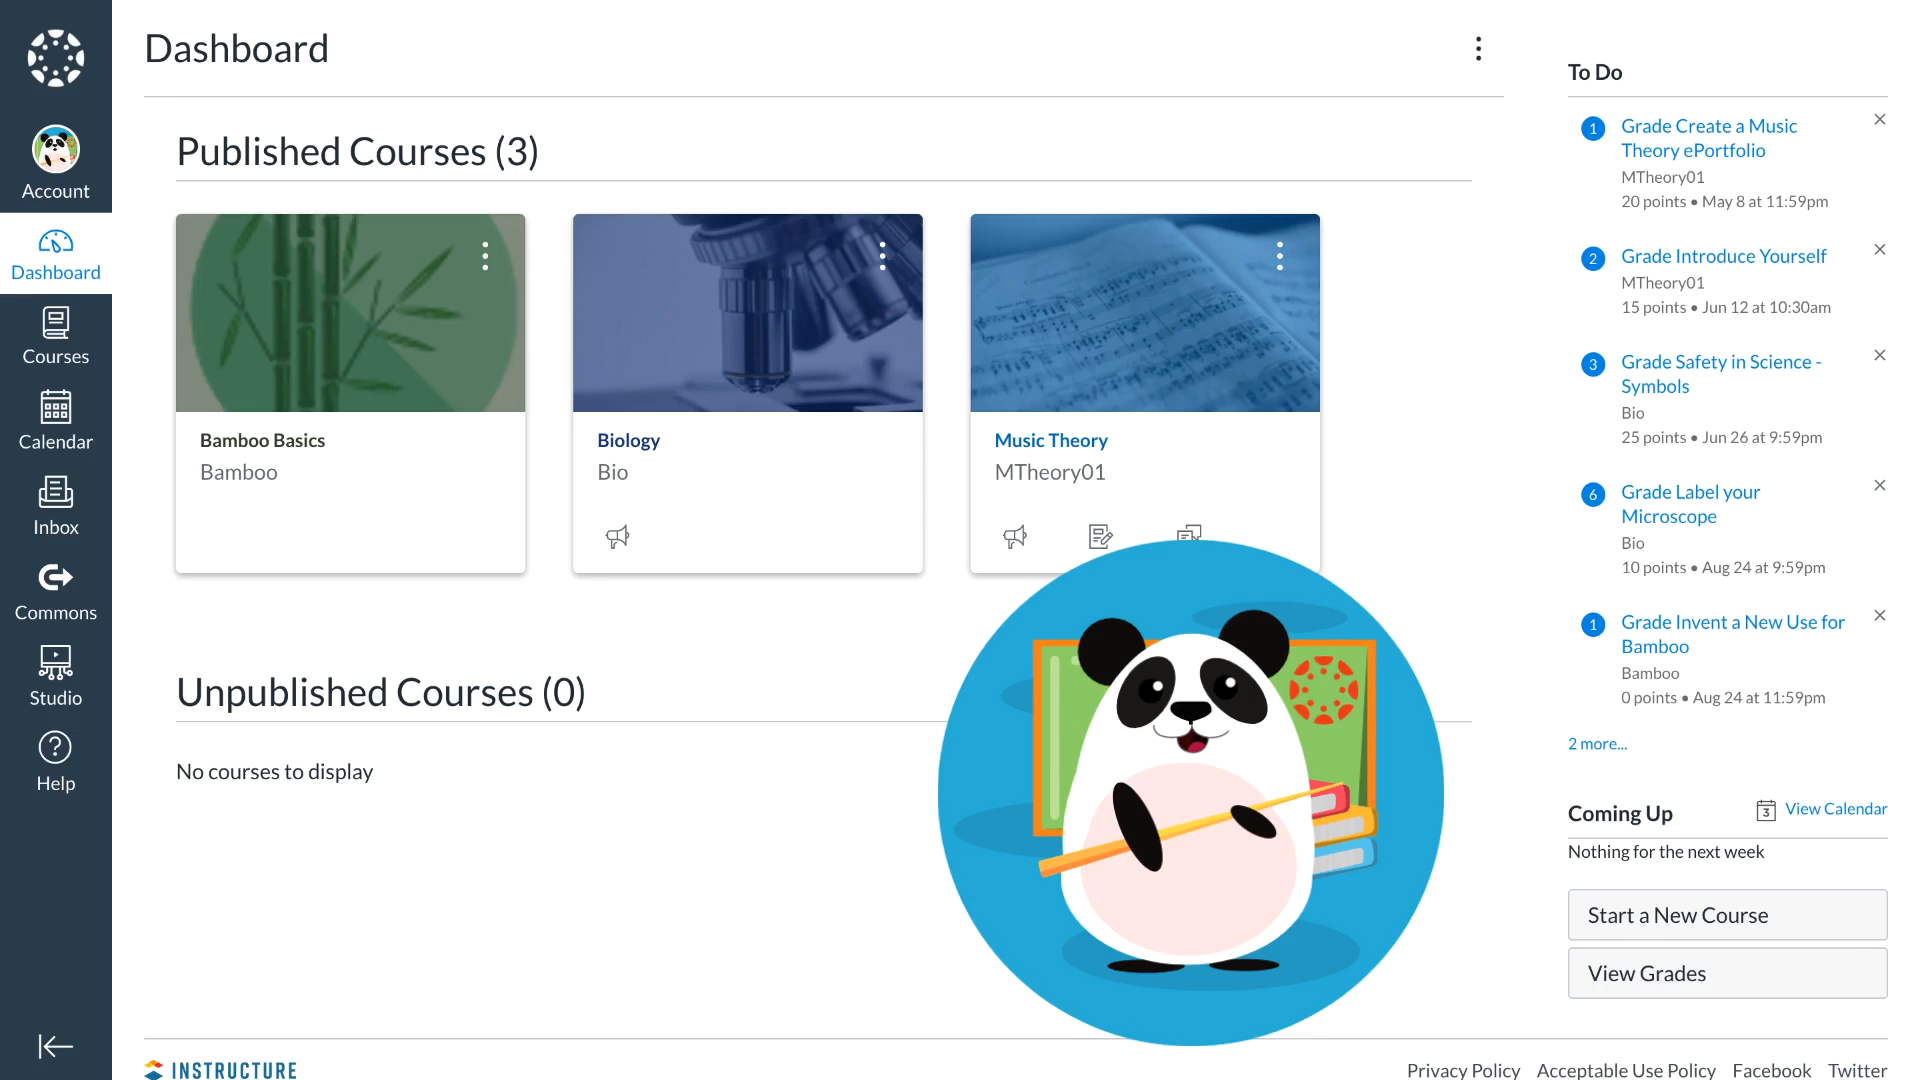 Dashboard
Published Courses (3)
Bamboo Basics
Bamboo
Biology
Bio
Music Theory
MTheory01
Unpublished Courses (0)
No courses to display
Account
Dashboard
Courses
Calendar
Inbox
Commons
Studio
Help
To Do
1
Grade Create a Music
Theory ePortfolio
MTheory01
20 points • May 8 at 11:59pm
2
Grade Introduce Yourself
MTheory01
15 points • Jun 12 at 10:30am
3
Grade Safety in Science -
Symbols
Bio
25 points • Jun 26 at 9:59pm
6
Grade Label your
Microscope
Bio
10 points • Aug 24 at 9:59pm
1
Grade Invent a New Use for
Bamboo
Bamboo
0 points • Aug 24 at 11:59pm
2 more...
Coming Up
3
View Calendar
Nothing for the next week
Start a New Course
View Grades
INSTRUCTURE
Privacy Policy Acceptable Use Policy Facebook Twitter